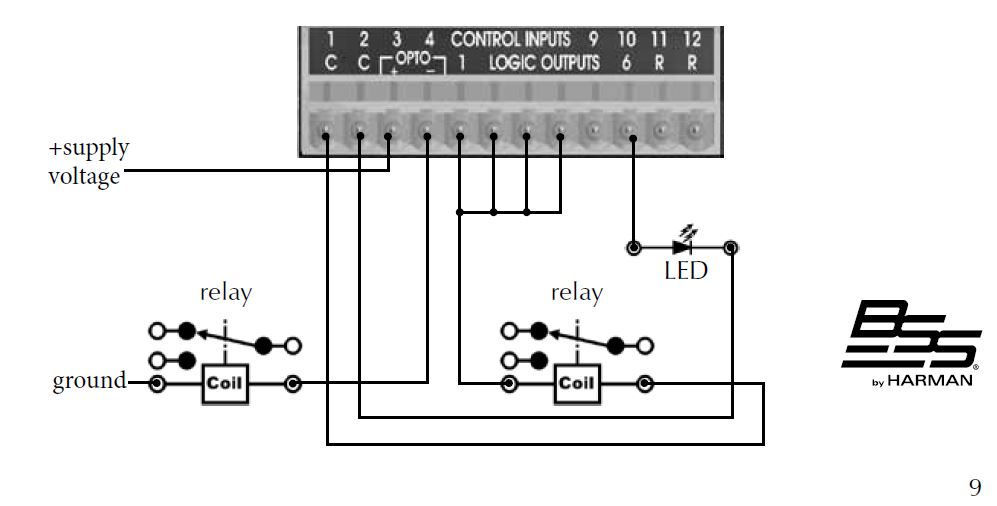 1 2 3 4 CONTROL INPUTS 9 10 11 12
C C OPTO 1 LOGIC OUTPUTS 6 R R
+ −
+supply
voltage
LED
relay
relay
ground
Coil
Coil
BSS®
by HARMAN
9